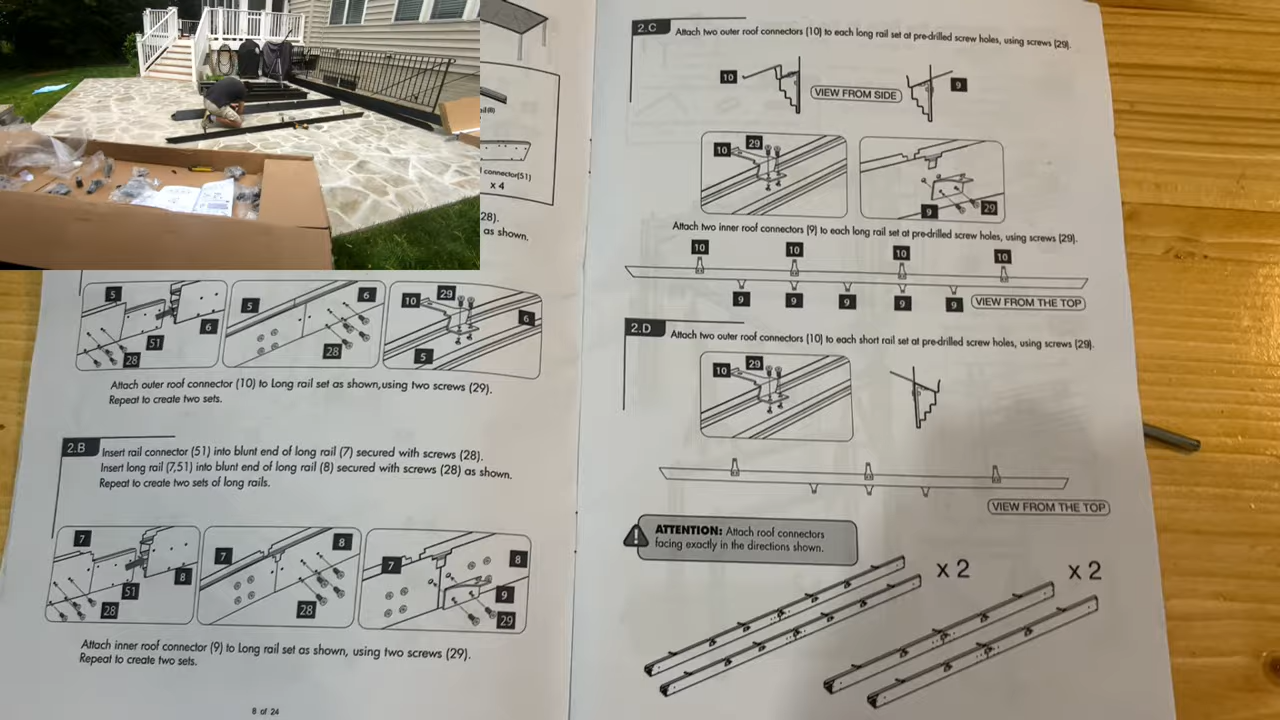 ail(8)
connector(51)
x 4
28).
as shown.
5
6
51
28
5
6
28
10
29
6
5
Attach outer roof connector (10) to Long rail set as shown,using two screws (29).
Repeat to create two sets.
2.B
Insert rail connector (51) into blunt end of long rail (7) secured with screws (28).
Insert long rail (7,51) into blunt end of long rail (8) secured with screws (28) as shown.
Repeat to create two sets of long rails.
7
8
51
28
7
8
28
7
8
9
29
Attach inner roof connector (9) to Long rail set as shown, using two screws (29).
Repeat to create two sets.
8 of 24
2.C
Attach two outer roof connectors (10) to each long rail set at pre-drilled screw holes, using screws (29).
10
VIEW FROM SIDE
9
10
29
9
29
Attach two inner roof connectors (9) to each long rail set at pre-drilled screw holes, using screws (29).
10
10
10
10
9
9
9
9
9
VIEW FROM THE TOP
2.D
Attach two outer roof connectors (10) to each short rail set at pre-drilled screw holes, using screws (29).
10
29
VIEW FROM THE TOP
ATTENTION: Attach roof connectors
facing exactly in the directions shown.
x 2
x 2